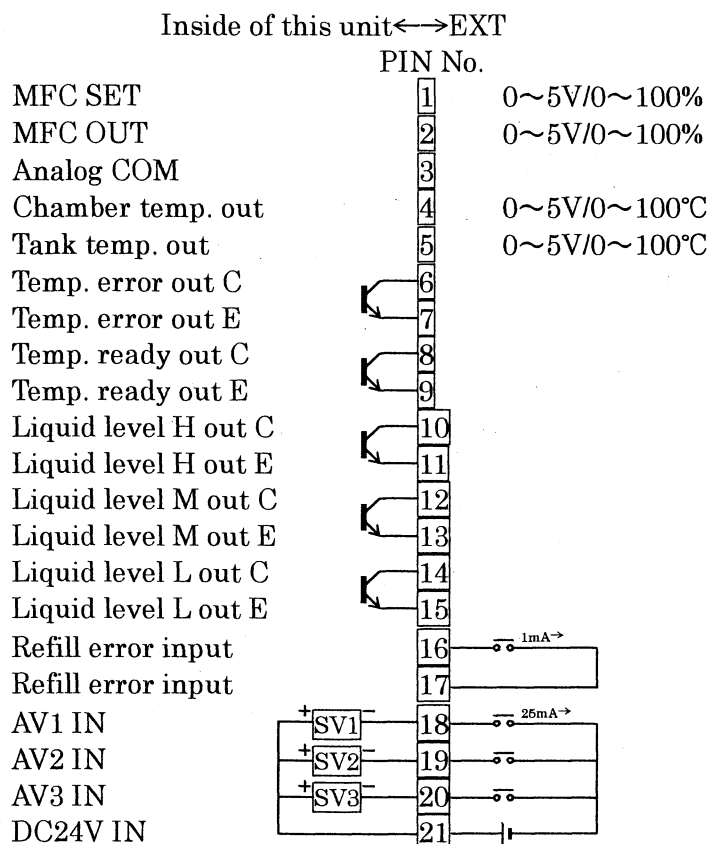 Inside of this unit←→EXT
PIN No.
MFC SET 1 0～5V/0～100%
MFC OUT 2 0～5V/0～100%
Analog COM 3
Chamber temp. out 4 0～5V/0～100℃
Tank temp. out 5 0～5V/0～100℃
Temp. error out C 6
Temp. error out E 7
Temp. ready out C 8
Temp. ready out E 9
Liquid level H out C 10
Liquid level H out E 11
Liquid level M out C 12
Liquid level M out E 13
Liquid level L out C 14
Liquid level L out E 15
Refill error input 16 1mA→
Refill error input 17
AV1 IN + SV1 − 18 25mA→
AV2 IN + SV2 − 19
AV3 IN + SV3 − 20
DC24V IN 21